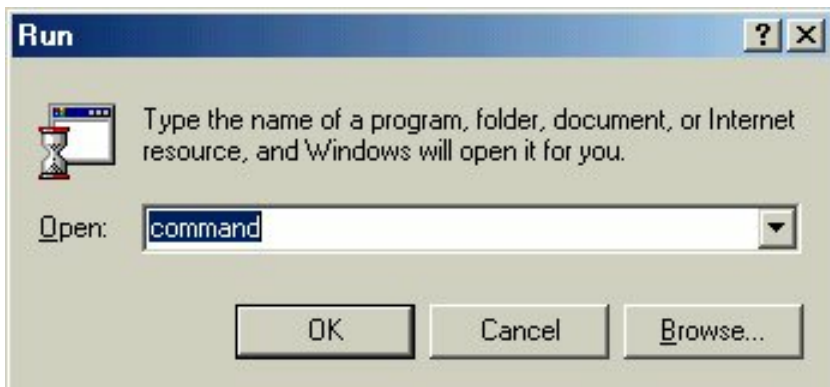 Run
Type the name of a program, folder, document, or Internet
resource, and Windows will open it for you.
Open: command
OK Cancel Browse...